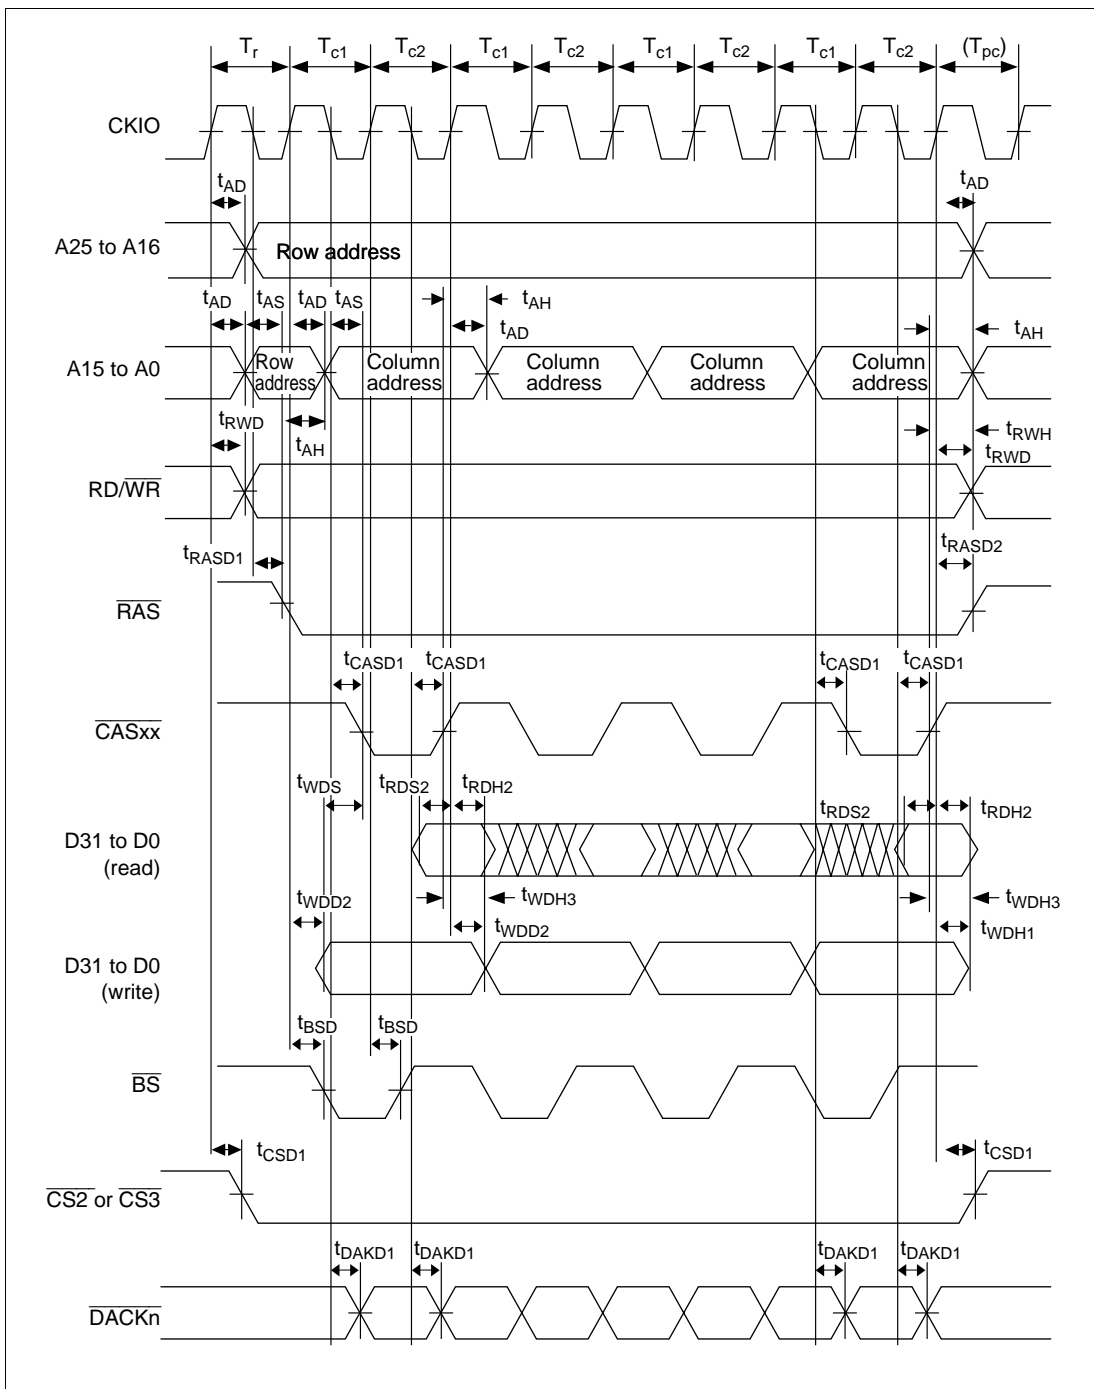 Tr Tc1 Tc2 Tc1 Tc2 Tc1 Tc2 Tc1 Tc2 (Tpc)
CKIO
tAD tAD
A25 to A16 Row address
tAD tAS tAD tAS tAH
tAD tAH
A15 to A0 Row address Column address Column address Column address Column address
tRWD tAH tRWH
tRWD
RD/WR
tRASD1 tRASD2
RAS
tCASD1 tCASD1 tCASD1 tCASD1
CASxx
tWDS tRDS2 tRDH2 tRDS2 tRDH2
D31 to D0
(read)
tWDD2 tWDH3 tWDH3
tWDD2 tWDH1
D31 to D0
(write)
tBSD tBSD
BS
tCSD1 tCSD1
CS2 or CS3
tDAKD1 tDAKD1 tDAKD1 tDAKD1
DACKn